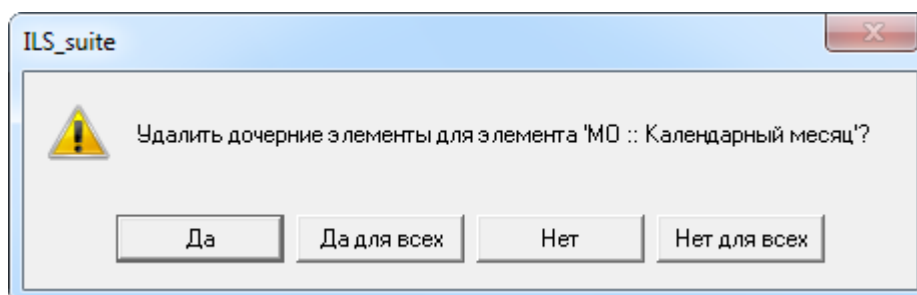 ILS_suite
Удалить дочерние элементы для элемента 'МО :: Календарный месяц'?
Да
Да для всех
Нет
Нет для всех